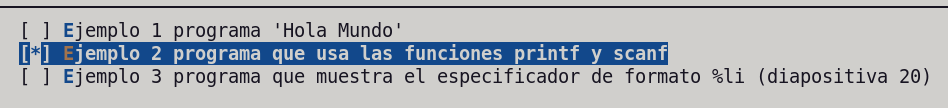 [ ] Ejemplo 1 programa 'Hola Mundo'
[*] Ejemplo 2 programa que usa las funciones printf y scanf
[ ] Ejemplo 3 programa que muestra el especificador de formato %li (diapositiva 20)